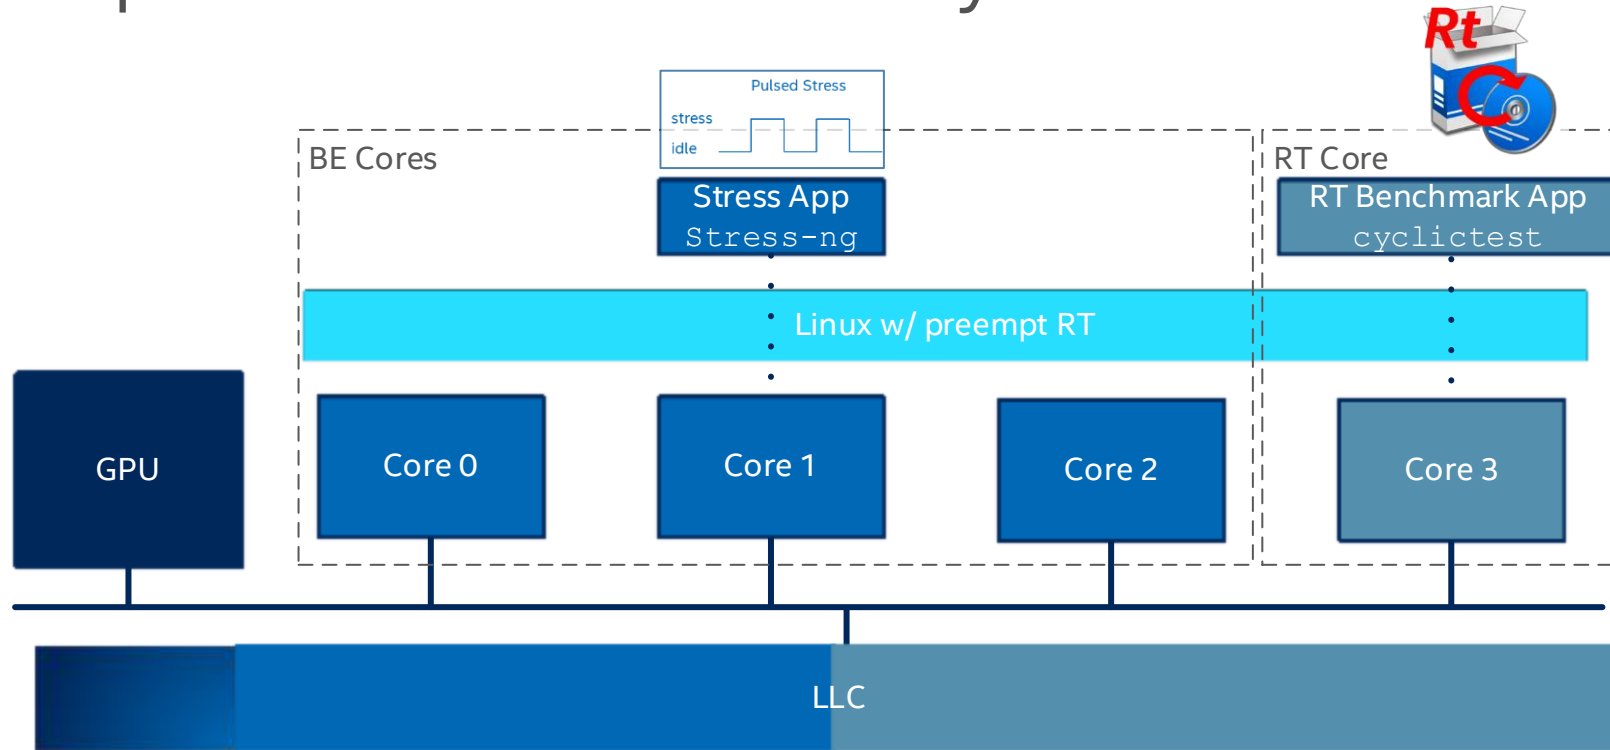 Rt
Pulsed Stress
stress
idle
BE Cores
RT Core
Stress App
Stress-ng
RT Benchmark App
cyclictest
Linux w/ preempt RT
GPU
Core 0
Core 1
Core 2
Core 3
LLC